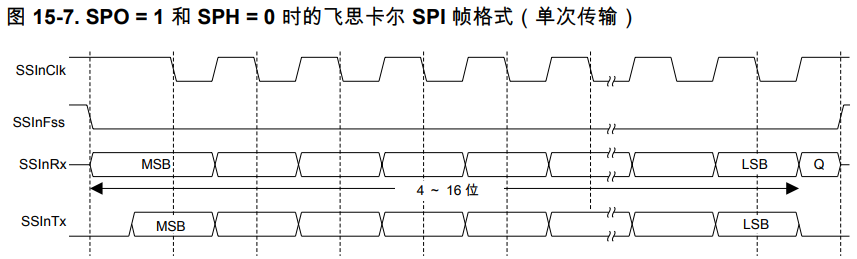 图 15-7. SPO = 1 和 SPH = 0 时的飞思卡尔 SPI 帧格式（单次传输）
SSInClk
SSInFss
SSInRx MSB LSB Q
4 ~ 16 位
SSInTx MSB LSB